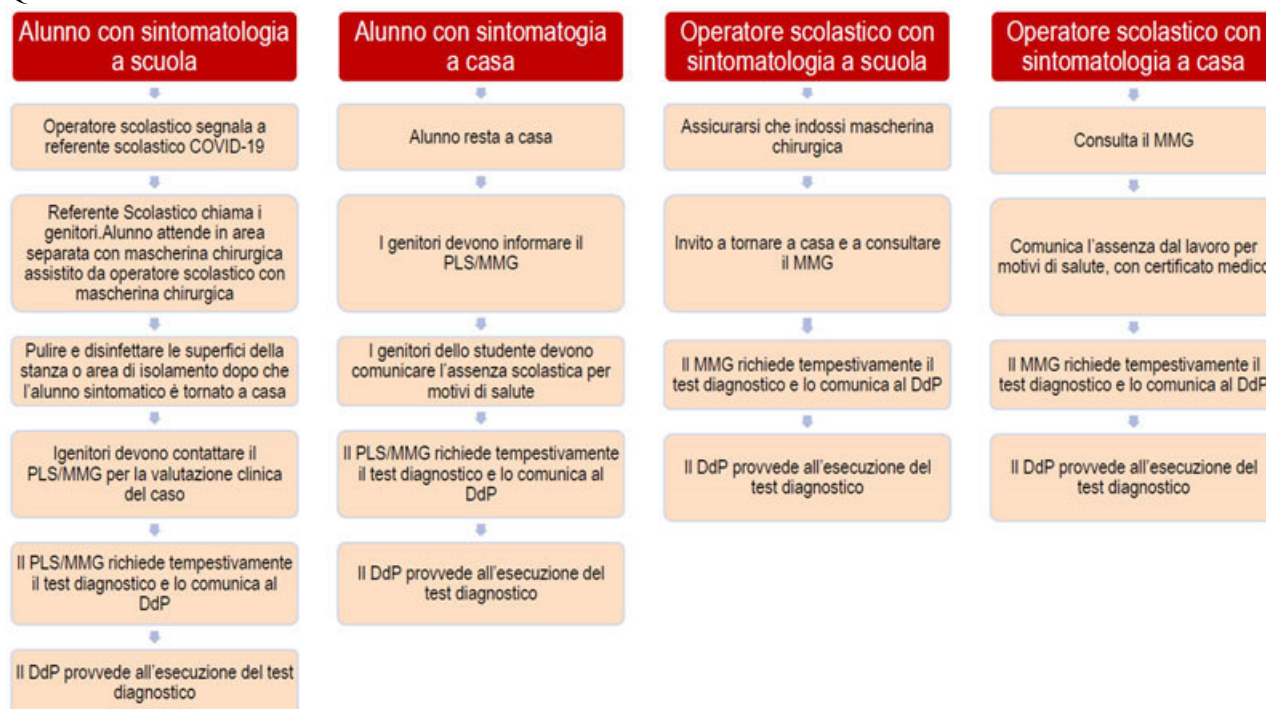 Alunno con sintomatologia
a scuola
Operatore scolastico segnala a
referente scolastico COVID-19
Referente Scolastico chiama i
genitori.Alunno attende in area
separata con mascherina chirurgica
assistito da operatore scolastico con
mascherina chirurgica
Pulire e disinfettare le superfici della
stanza o area di isolamento dopo che
l'alunno sintomatico è tornato a casa
Igenitori devono contattare il
PLS/MMG per la valutazione clinica
del caso
Il PLS/MMG richiede tempestivamente
il test diagnostico e lo comunica al
DdP
Il DdP provvede all'esecuzione del test
diagnostico
Alunno con sintomatogia
a casa
Alunno resta a casa
I genitori devono informare il
PLS/MMG
I genitori dello studente devono
comunicare l'assenza scolastica per
motivi di salute
Il PLS/MMG richiede tempestivamente
il test diagnostico e lo comunica al
DdP
Il DdP provvede all'esecuzione del
test diagnostico
Operatore scolastico con
sintomatologia a scuola
Assicurarsi che indossi mascherina
chirurgica
Invito a tornare a casa e a consultare
il MMG
Il MMG richiede tempestivamente il
test diagnostico e lo comunica al DdP
Il DdP provvede all'esecuzione del
test diagnostico
Operatore scolastico con
sintomatologia a casa
Consulta il MMG
Comunica l'assenza dal lavoro per
motivi di salute, con certificato medico
Il MMG richiede tempestivamente il
test diagnostico e lo comunica al DdP
Il DdP provvede all'esecuzione del
test diagnostico